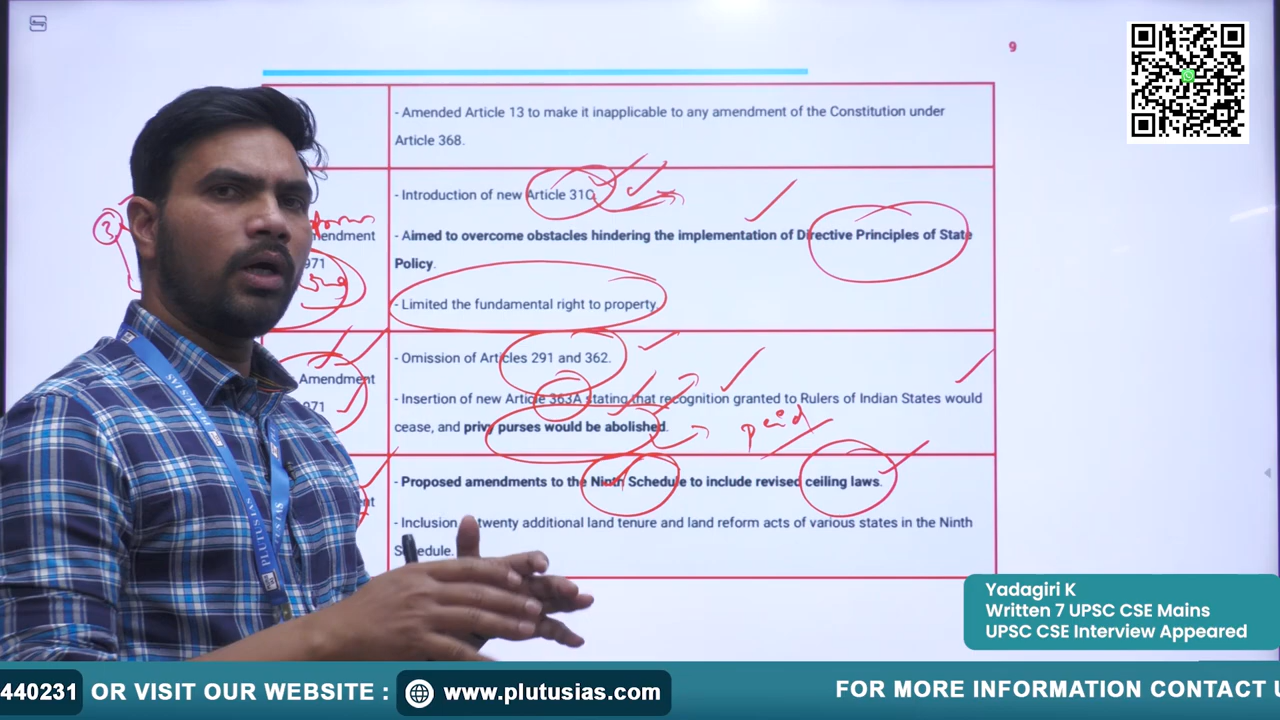 9
- Amended Article 13 to make it inapplicable to any amendment of the Constitution under
Article 368.
- Introduction of new Article 31C
mendment
- Aimed to overcome obstacles hindering the implementation of Directive Principles of State
971
Policy.
- Limited the fundamental right to property
- Omission of Articles 291 and 362.
Amendment
- Insertion of new Article 363A stating that recognition granted to Rulers of Indian States would
971
cease, and privy purses would be abolished.
paid
- Proposed amendments to the Ninth Schedule to include revised ceiling laws.
- Inclusion twenty additional land tenure and land reform acts of various states in the Ninth
Schedule.
PLUTUS IAS
Yadagiri K
Written 7 UPSC CSE Mains
UPSC CSE Interview Appeared
440231 OR VISIT OUR WEBSITE : www.plutusias.com FOR MORE INFORMATION CONTACT U